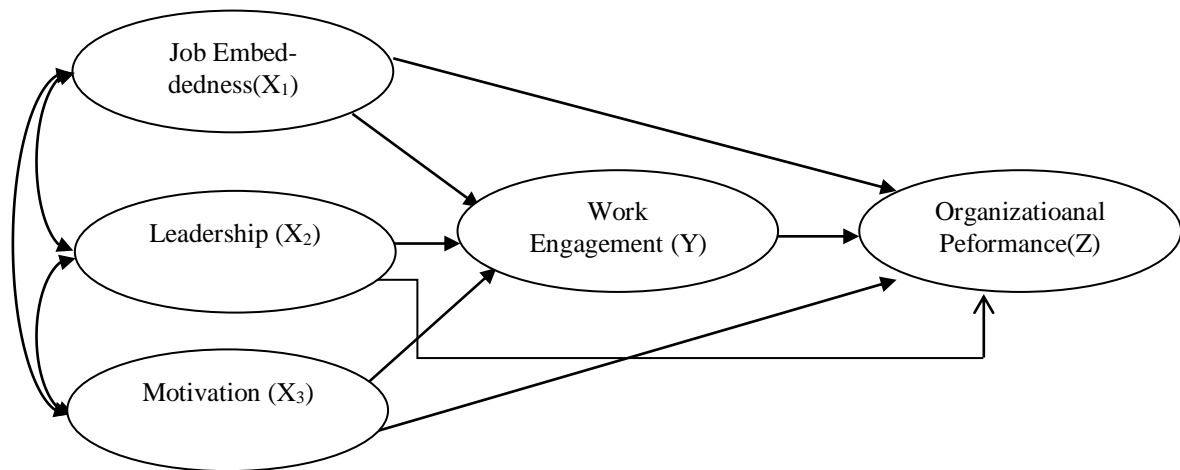 Job Embed-
dedness(X₁)
Leadership (X₂)
Motivation (X₃)
Work
Engagement (Y)
Organizatioanal
Peformance(Z)